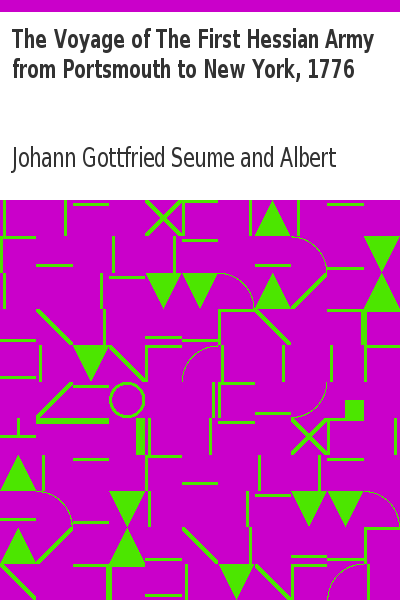 The Voyage of The First Hessian Army
from Portsmouth to New York, 1776
Johann Gottfried Seume and Albert